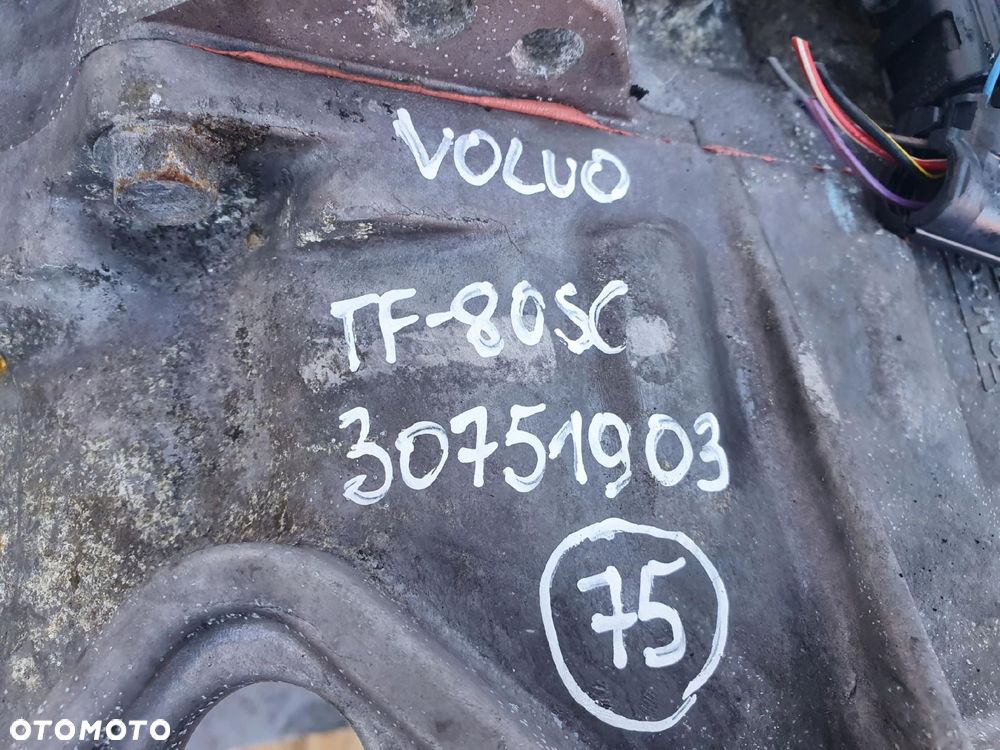 VOLVO
TF-80SC
30751903
75
OTOMOTO